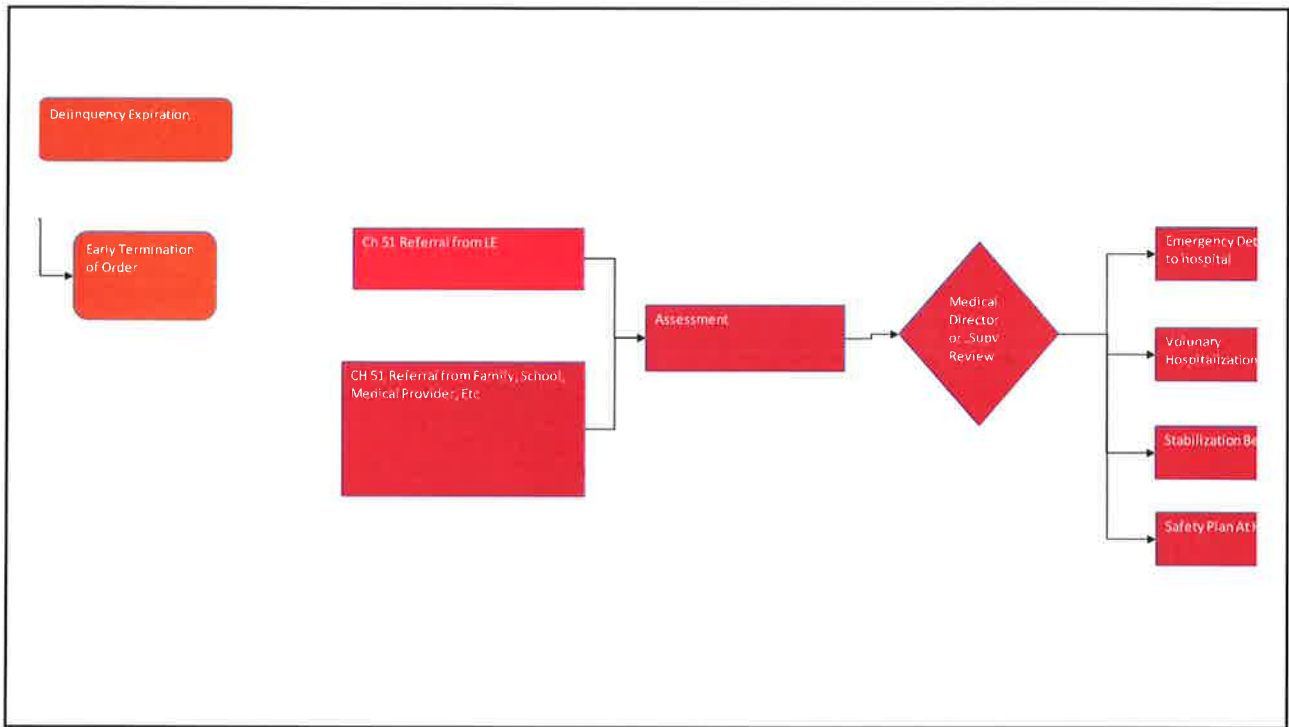 Delinquency Expiration
Early Termination
of Order
Ch 51 Referral from LE
CH 51 Referral from Family, School,
Medical Provider, Etc
Assessment
Medical
Director
or Supv
Review
Emergency Det
to hospital
Volunary
Hospitalization
Stabilization Be
Safety Plan At